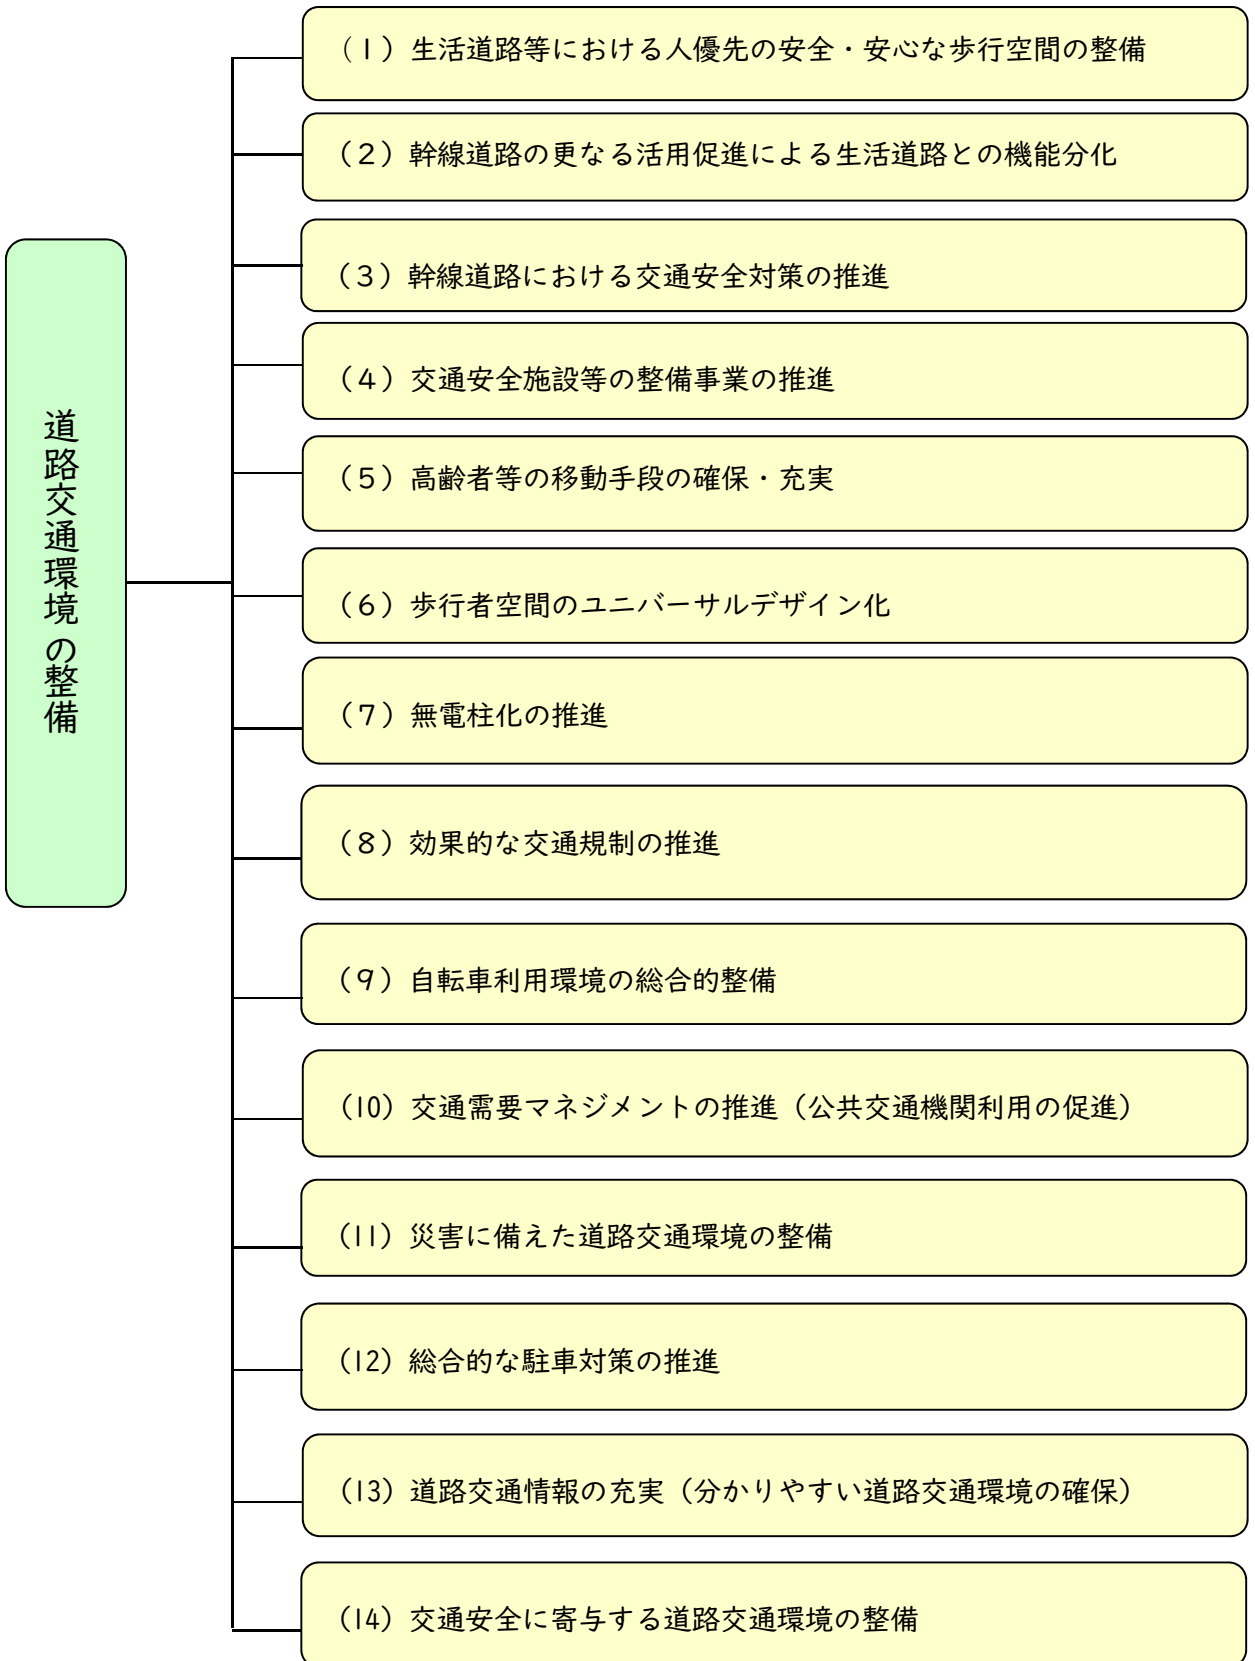 道路交通環境の整備
（１）生活道路等における人優先の安全・安心な歩行空間の整備
（２）幹線道路の更なる活用促進による生活道路との機能分化
（３）幹線道路における交通安全対策の推進
（４）交通安全施設等の整備事業の推進
（５）高齢者等の移動手段の確保・充実
（６）歩行者空間のユニバーサルデザイン化
（７）無電柱化の推進
（８）効果的な交通規制の推進
（９）自転車利用環境の総合的整備
（10）交通需要マネジメントの推進（公共交通機関利用の促進）
（11）災害に備えた道路交通環境の整備
（12）総合的な駐車対策の推進
（13）道路交通情報の充実（分かりやすい道路交通環境の確保）
（14）交通安全に寄与する道路交通環境の整備